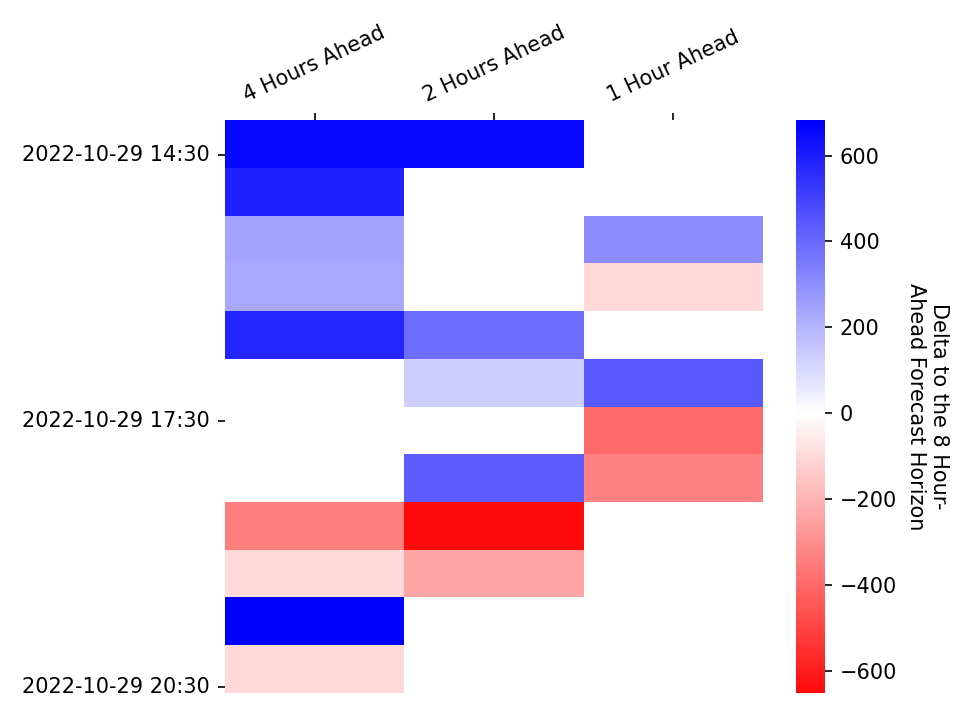 4 Hours Ahead
2 Hours Ahead
1 Hour Ahead
2022-10-29 14:30
2022-10-29 17:30
2022-10-29 20:30
600
400
200
0
−200
−400
−600
Delta to the 8 Hour-
Ahead Forecast Horizon